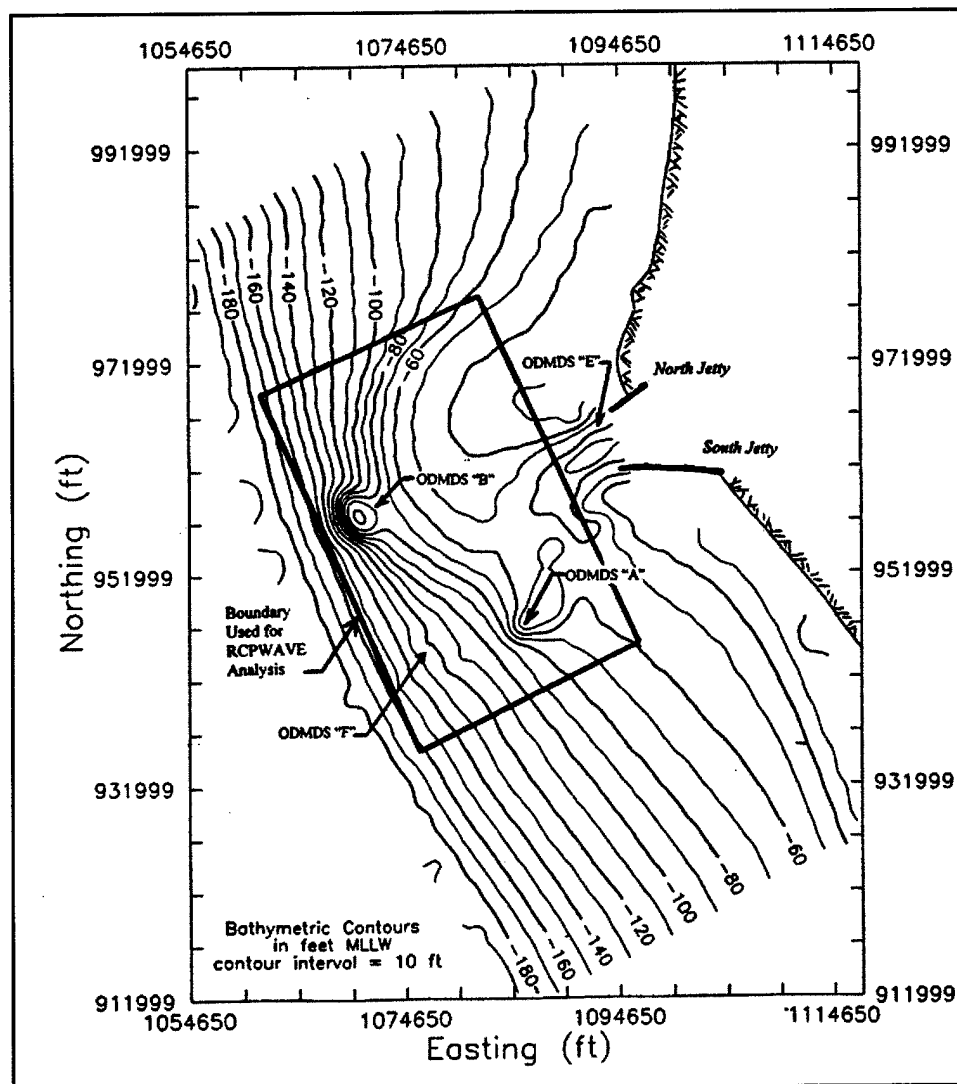 1054650 1074650 1094650 1114650
991999 991999
-180
-160
-140
-120
-100
-80
-60
971999 971999
ODMDS "E"
North Jetty
South Jetty
ODMDS "B"
951999 951999
ODMDS "A"
Boundary
Used for
RCPWAVE
Analysis
ODMDS "F"
931999 931999
-60
-80
-100
-120
-140
-160
-180-
Bathymetric Contours
in feet MLLW
contour interval = 10 ft
911999 911999
1054650 1074650 1094650 1114650
Easting (ft)
Northing (ft)